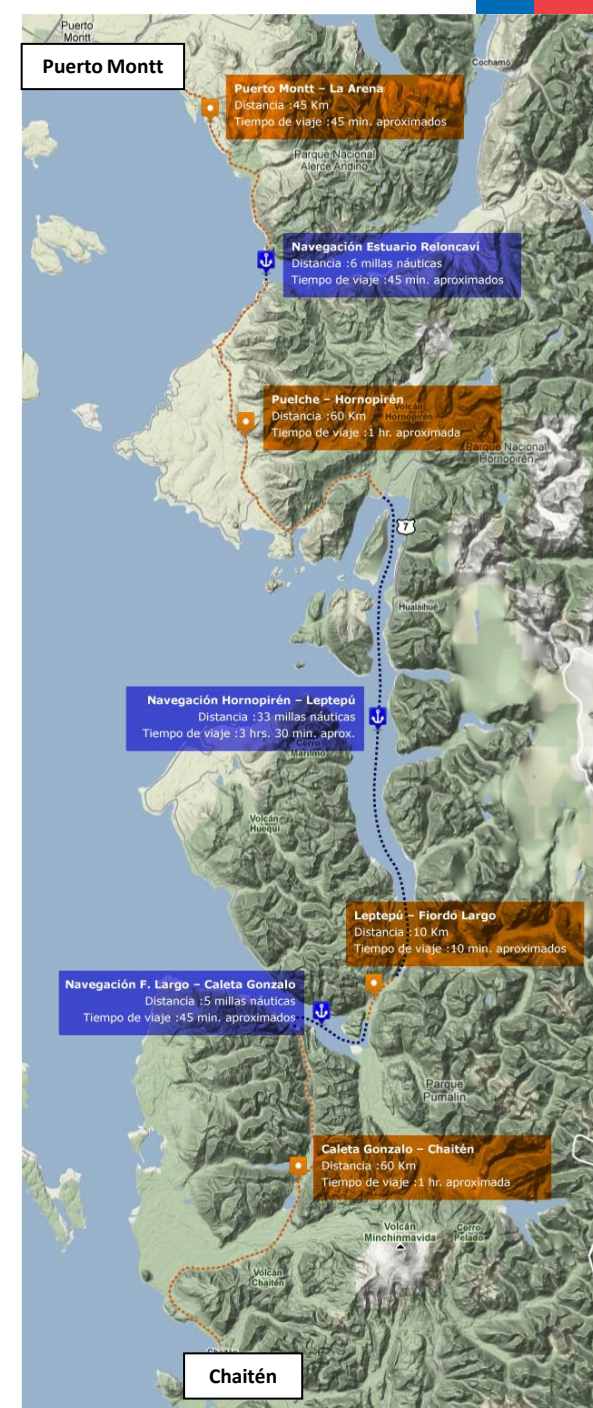 Puerto
Montt
Puerto Montt
Cochamó
Puerto Montt – La Arena
Distancia :45 Km
Tiempo de viaje :45 min. aproximados
Parque Nacional
Alerce Andino
Navegación Estuario Reloncaví
Distancia :6 millas náuticas
Tiempo de viaje :45 min. aproximados
Puelche – Hornopirén
Distancia :60 Km
Tiempo de viaje :1 hr. aproximada
Volcán
Hornopirén
Parque Nacional
Hornopirén
7
Hualaihué
Navegación Hornopirén – Leptepú
Distancia :33 millas náuticas
Tiempo de viaje :3 hrs. 30 min. aprox.
Cerro
Volcán
Huequi
Leptepú – Fiordo Largo
Distancia :10 Km
Tiempo de viaje :10 min. aproximados
Navegación F. Largo – Caleta Gonzalo
Distancia :5 millas náuticas
Tiempo de viaje :45 min. aproximados
Parque
Pumalín
Caleta Gonzalo – Chaitén
Distancia :60 Km
Tiempo de viaje :1 hr. aproximada
Volcán
Minchinmavida
Cerro
Pelado
Volcán
Chaitén
Chaitén